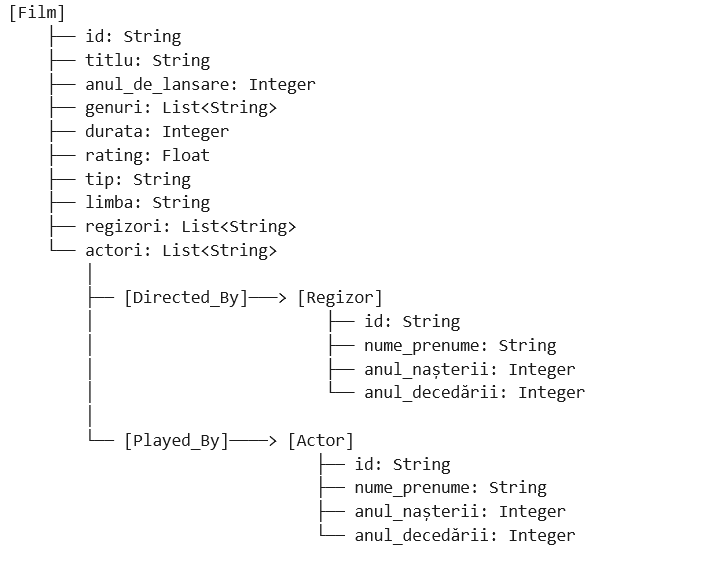 [Film]
├── id: String
├── titlu: String
├── anul_de_lansare: Integer
├── genuri: List<String>
├── durata: Integer
├── rating: Float
├── tip: String
├── limba: String
├── regizori: List<String>
└── actori: List<String>
│
├── [Directed_By]───> [Regizor]
│ ├── id: String
│ ├── nume_prenume: String
│ ├── anul_nașterii: Integer
│ └── anul_decedării: Integer
│
└── [Played_By]────> [Actor]
├── id: String
├── nume_prenume: String
├── anul_nașterii: Integer
└── anul_decedării: Integer